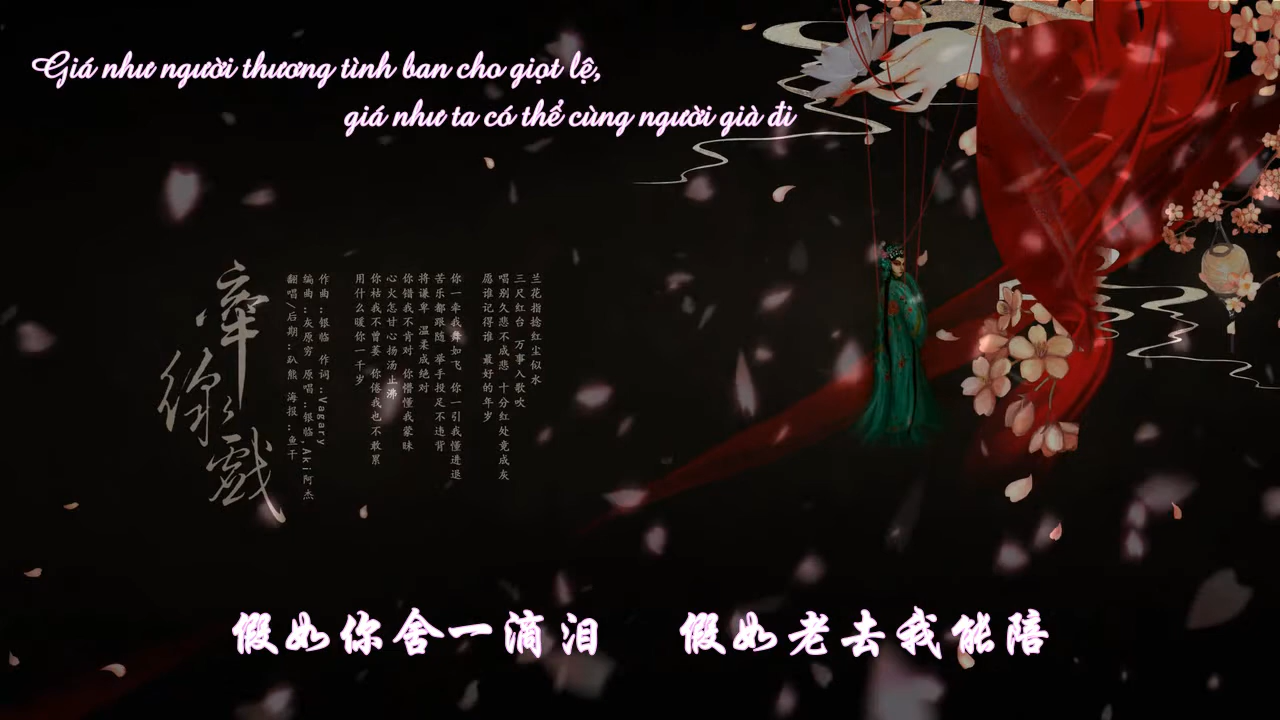 Giá như người thương tình ban cho giọt lệ,
giá như ta có thể cùng người già đi
兰花指捻红尘似水
三尺红台 万事入歌吹
唱别久悲不成悲 十分红处竟成灰
愿谁记得谁 最好的年岁
你一牵我舞如飞 你一引我懂进退
苦乐都跟随 举手投足不违背
将谦卑 温柔成绝对
你错我不肯对 你懵懂我蒙昧
心火怎甘心扬汤止沸
你枯我不曾萎 你倦我也不敢累
用什么暖你一千岁
作曲：银临 作词：Vagary
编曲：灰原穷 原唱：银临,Aki阿杰
翻唱/后期：趴熊 海报：鱼干
牵你戏
假如你舍一滴泪 假如老去我能陪